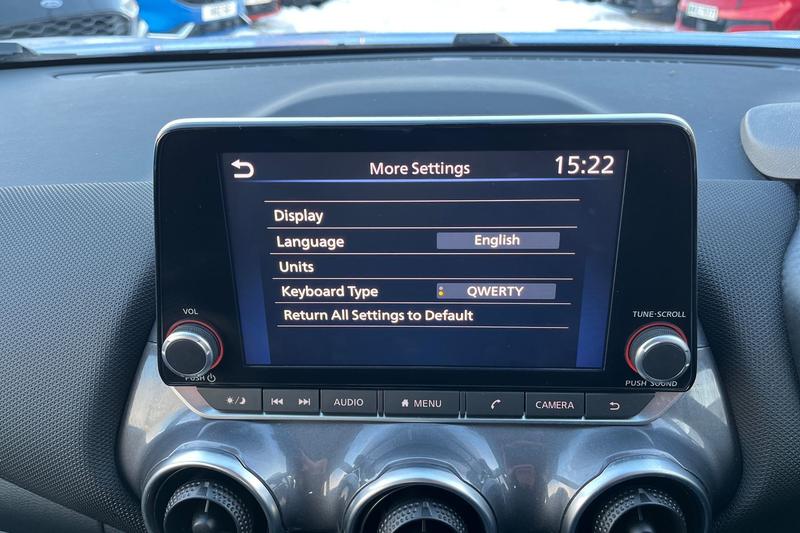 More Settings 15:22
Display
Language English
Units
Keyboard Type QWERTY
Return All Settings to Default
VOL
PUSH
TUNE·SCROLL
PUSH SOUND
AUDIO
MENU
CAMERA